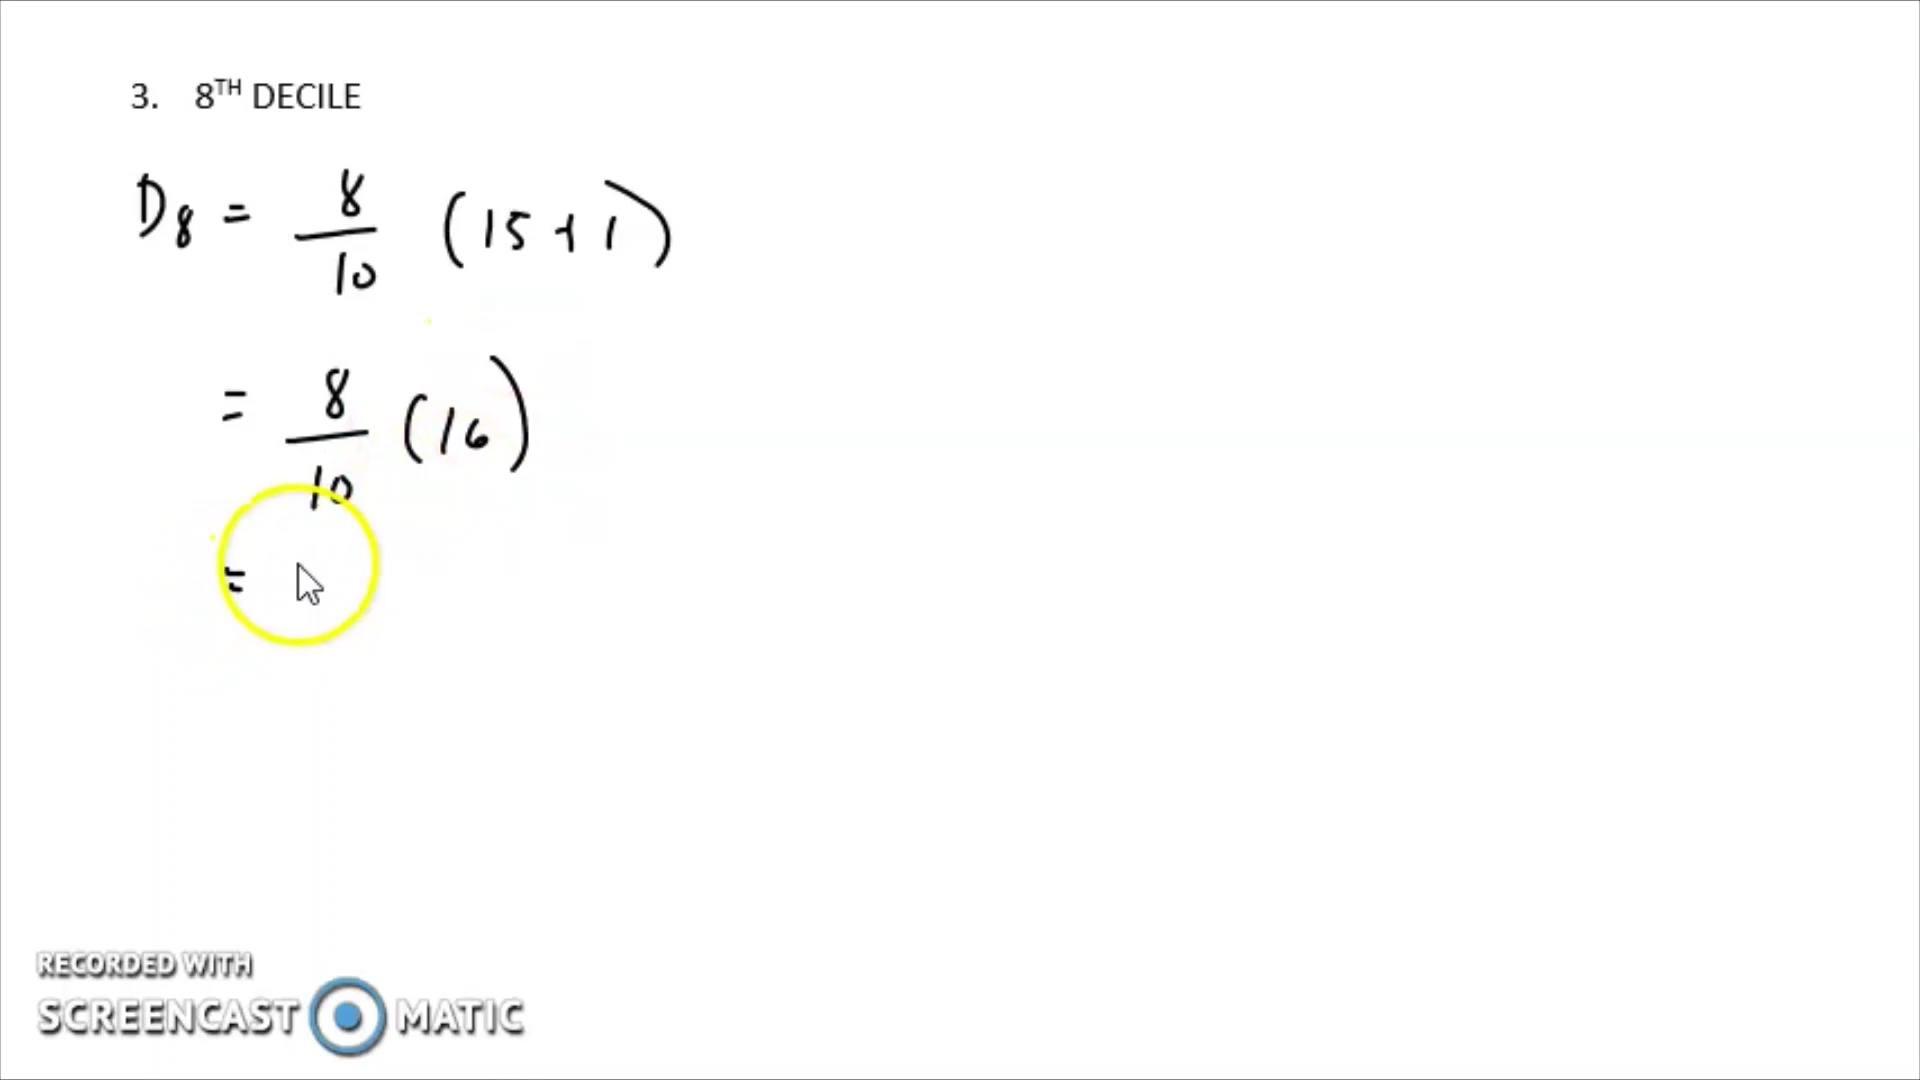 3. 8TH DECILE
D8 = 8/10 (15+1)
= 8/10 (16)
=
RECORDED WITH
SCREENCAST MATIC